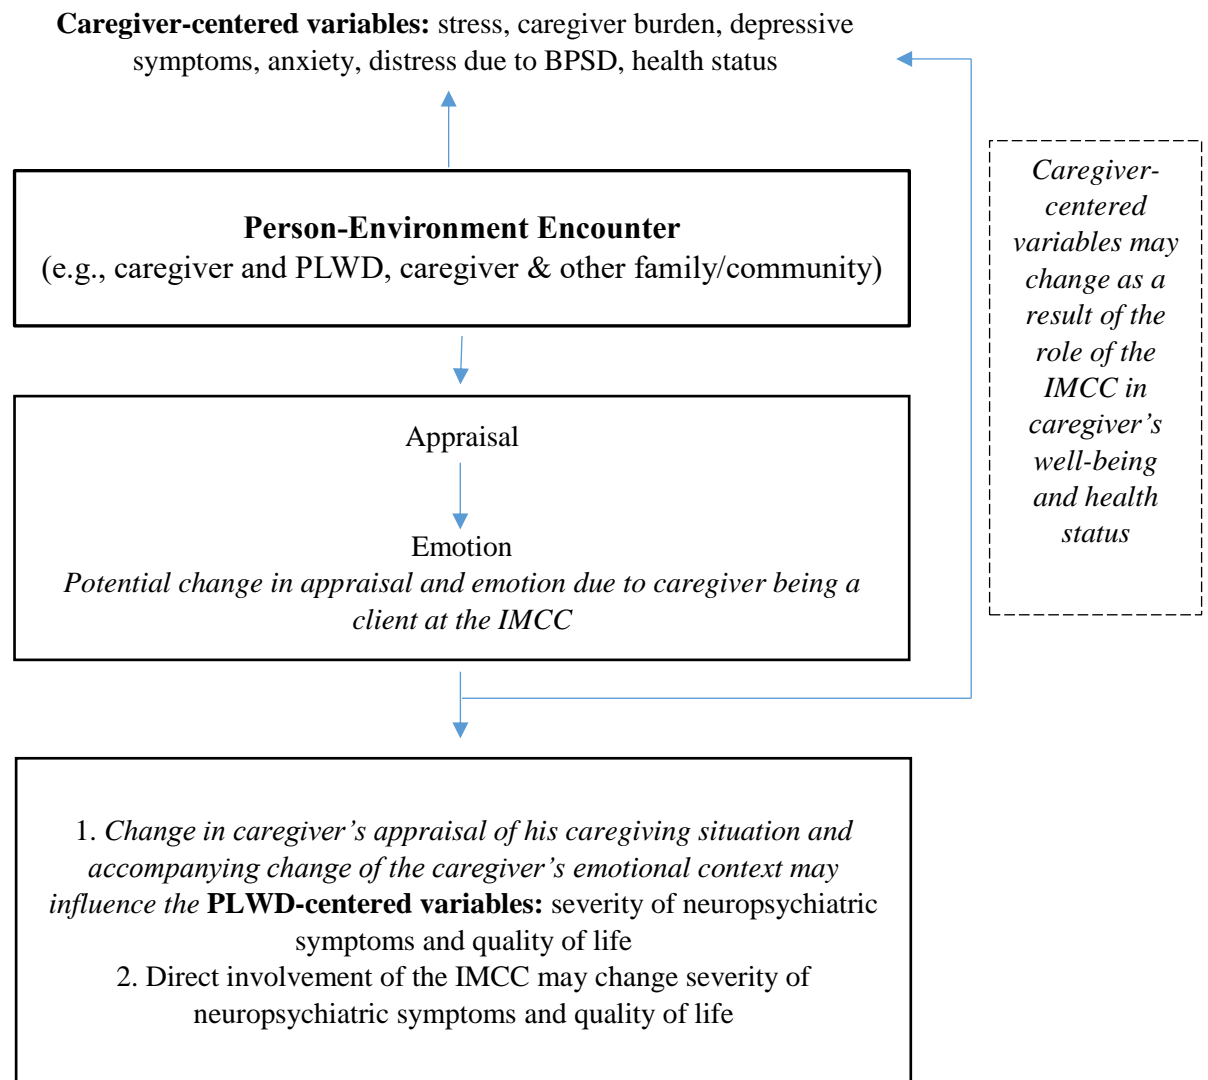 Caregiver-centered variables: stress, caregiver burden, depressive
symptoms, anxiety, distress due to BPSD, health status
Person-Environment Encounter
(e.g., caregiver and PLWD, caregiver & other family/community)
Appraisal
Emotion
Potential change in appraisal and emotion due to caregiver being a
client at the IMCC
Caregiver-
centered
variables may
change as a
result of the
role of the
IMCC in
caregiver’s
well-being
and health
status
1. Change in caregiver’s appraisal of his caregiving situation and
accompanying change of the caregiver’s emotional context may
influence the PLWD-centered variables: severity of neuropsychiatric
symptoms and quality of life
2. Direct involvement of the IMCC may change severity of
neuropsychiatric symptoms and quality of life